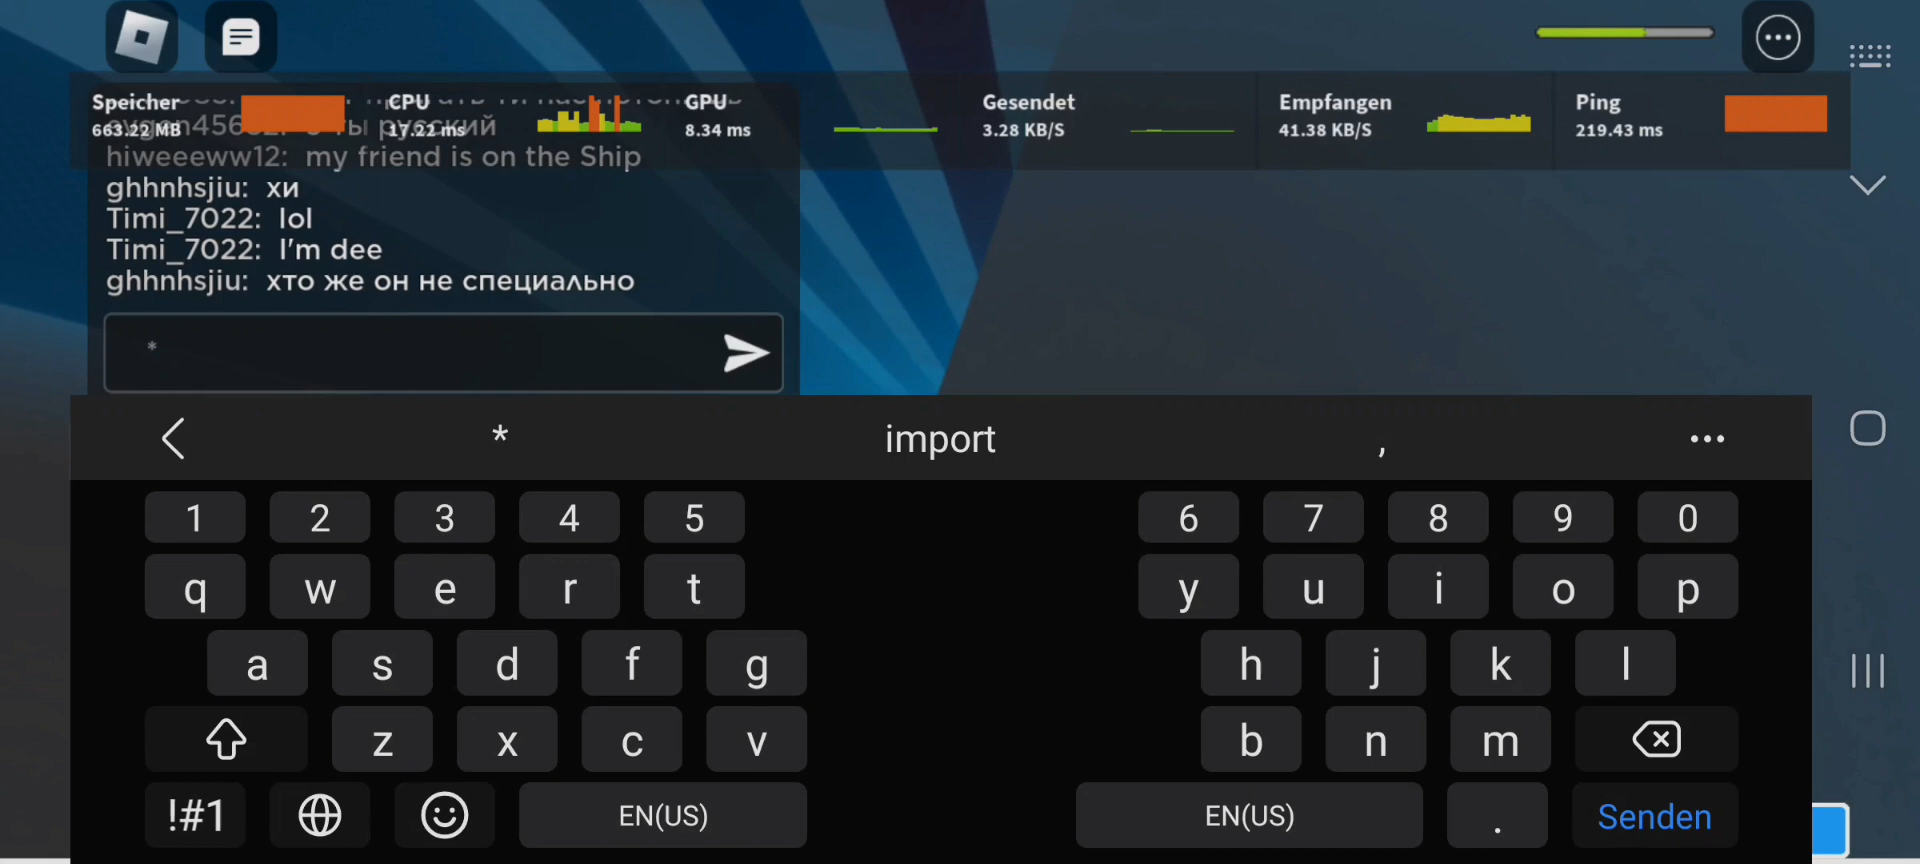 Speicher
663.22 MB
CPU
17.22 ms
GPU
8.34 ms
Gesendet
3.28 KB/S
Empfangen
41.38 KB/S
Ping
219.43 ms
ты русский
hiweeeww12: my friend is on the Ship
ghhnhsjiu: хи
Timi_7022: lol
Timi_7022: I'm dee
ghhnhsjiu: хто же он не специально
*
* import ,
1 2 3 4 5 6 7 8 9 0
q w e r t y u i o p
a s d f g h j k l
z x c v b n m
!#1 EN(US) EN(US) . Senden